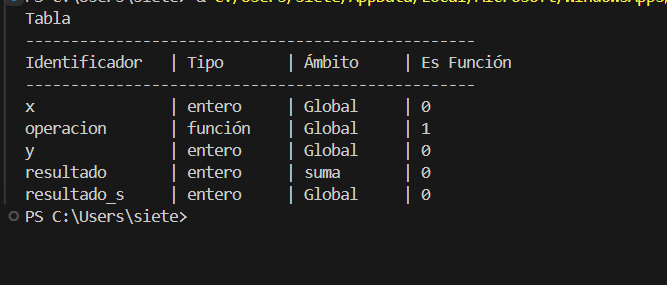 PS C:\Users\siete> & C:/Users/siete/AppData/Local/Microsoft/WindowsApps/
Tabla
--------------------------------------------------
Identificador | Tipo | Ámbito | Es Función
--------------------------------------------------
x | entero | Global | 0
operacion | función | Global | 1
y | entero | Global | 0
resultado | entero | suma | 0
resultado_s | entero | Global | 0
PS C:\Users\siete>